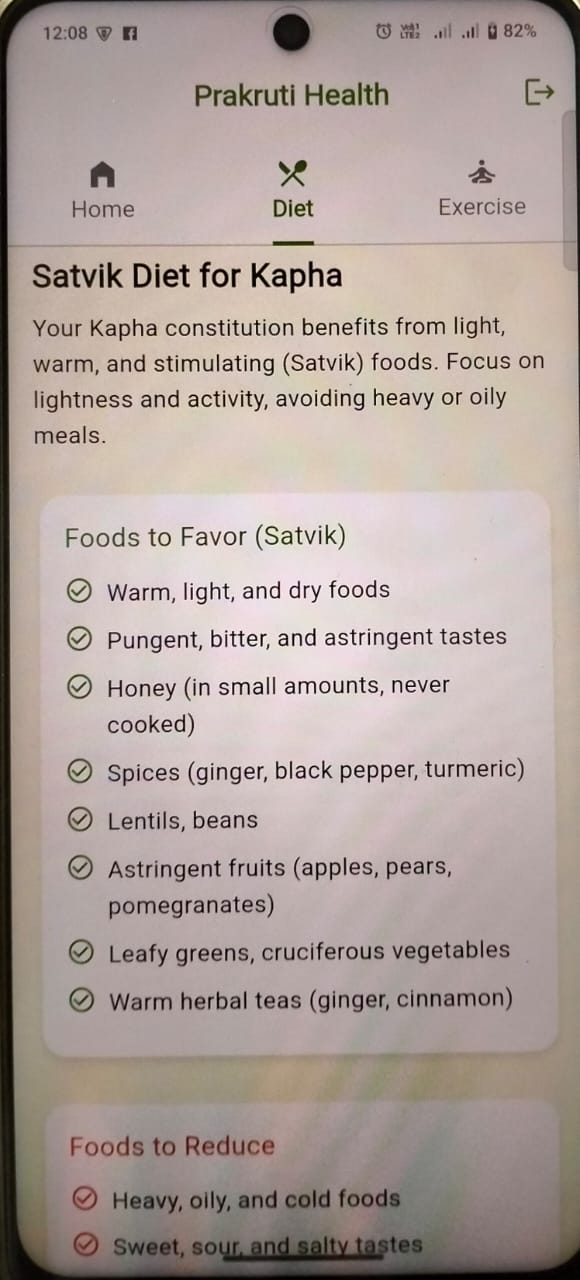 12:08
82%
Prakruti Health
Home
Diet
Exercise
Satvik Diet for Kapha
Your Kapha constitution benefits from light,
warm, and stimulating (Satvik) foods. Focus on
lightness and activity, avoiding heavy or oily
meals.
Foods to Favor (Satvik)
Warm, light, and dry foods
Pungent, bitter, and astringent tastes
Honey (in small amounts, never
cooked)
Spices (ginger, black pepper, turmeric)
Lentils, beans
Astringent fruits (apples, pears,
pomegranates)
Leafy greens, cruciferous vegetables
Warm herbal teas (ginger, cinnamon)
Foods to Reduce
Heavy, oily, and cold foods
Sweet, sour, and salty tastes